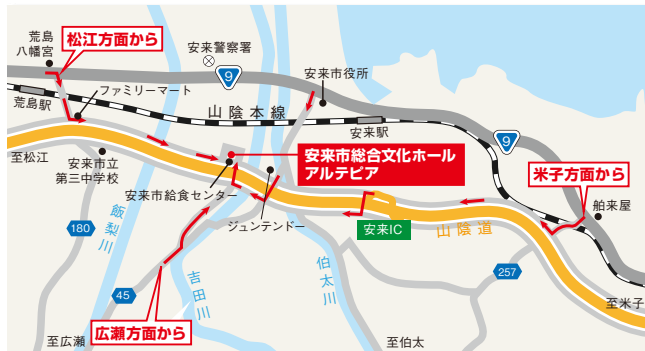 荒島
八幡宮
松江方面から
安来警察署
9
安来市役所
荒島駅
ファミリーマート
山陰本線
安来駅
9
至松江
安来市立
第三中学校
安来市総合文化ホール
アルテピア
米子方面から
安来市給食センター
舶来屋
180
飯梨川
ジュンテンドー
安来IC
山陰道
吉田川
伯太川
257
45
至米子
広瀬方面から
至広瀬
至伯太